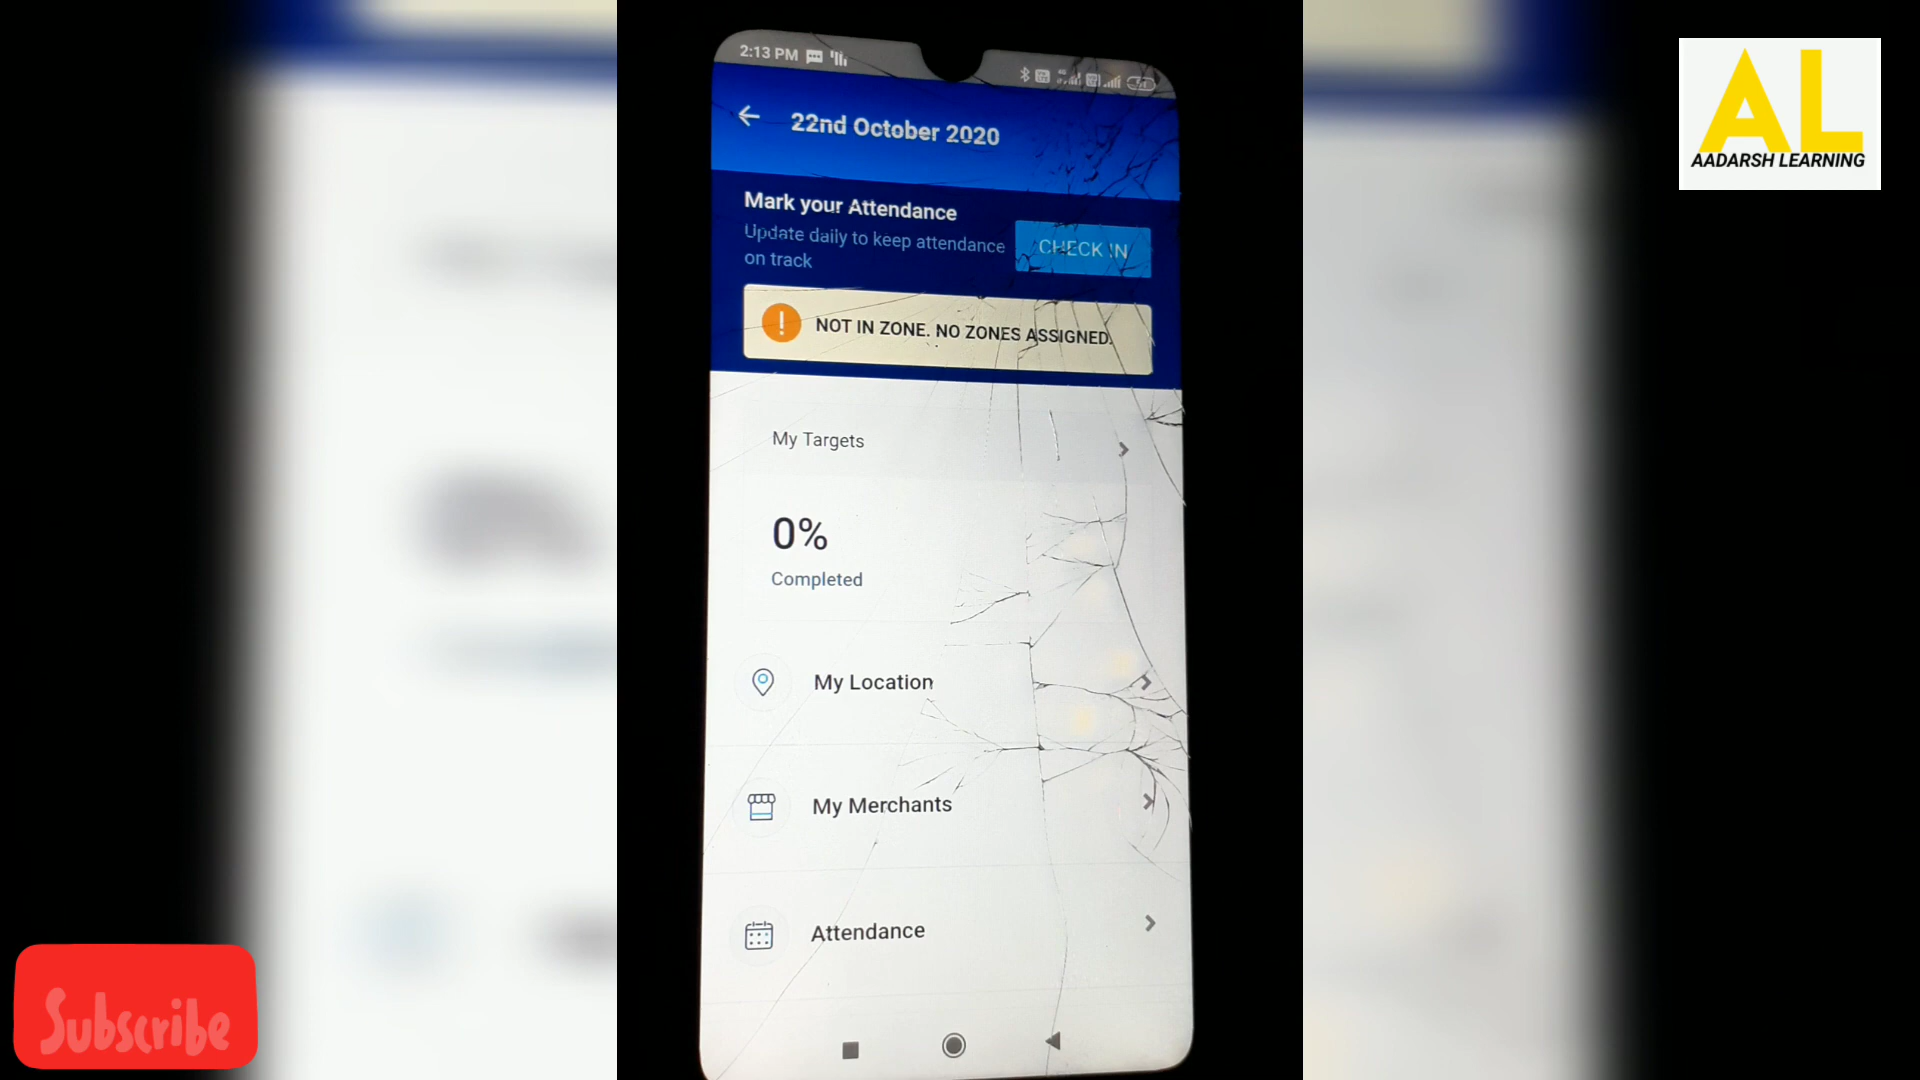 2:13 PM
22nd October 2020
Mark your Attendance
Update daily to keep attendance
on track
CHECK IN
NOT IN ZONE. NO ZONES ASSIGNED.
My Targets
0%
Completed
My Location
My Merchants
Attendance
AL
AADARSH LEARNING
Subscribe